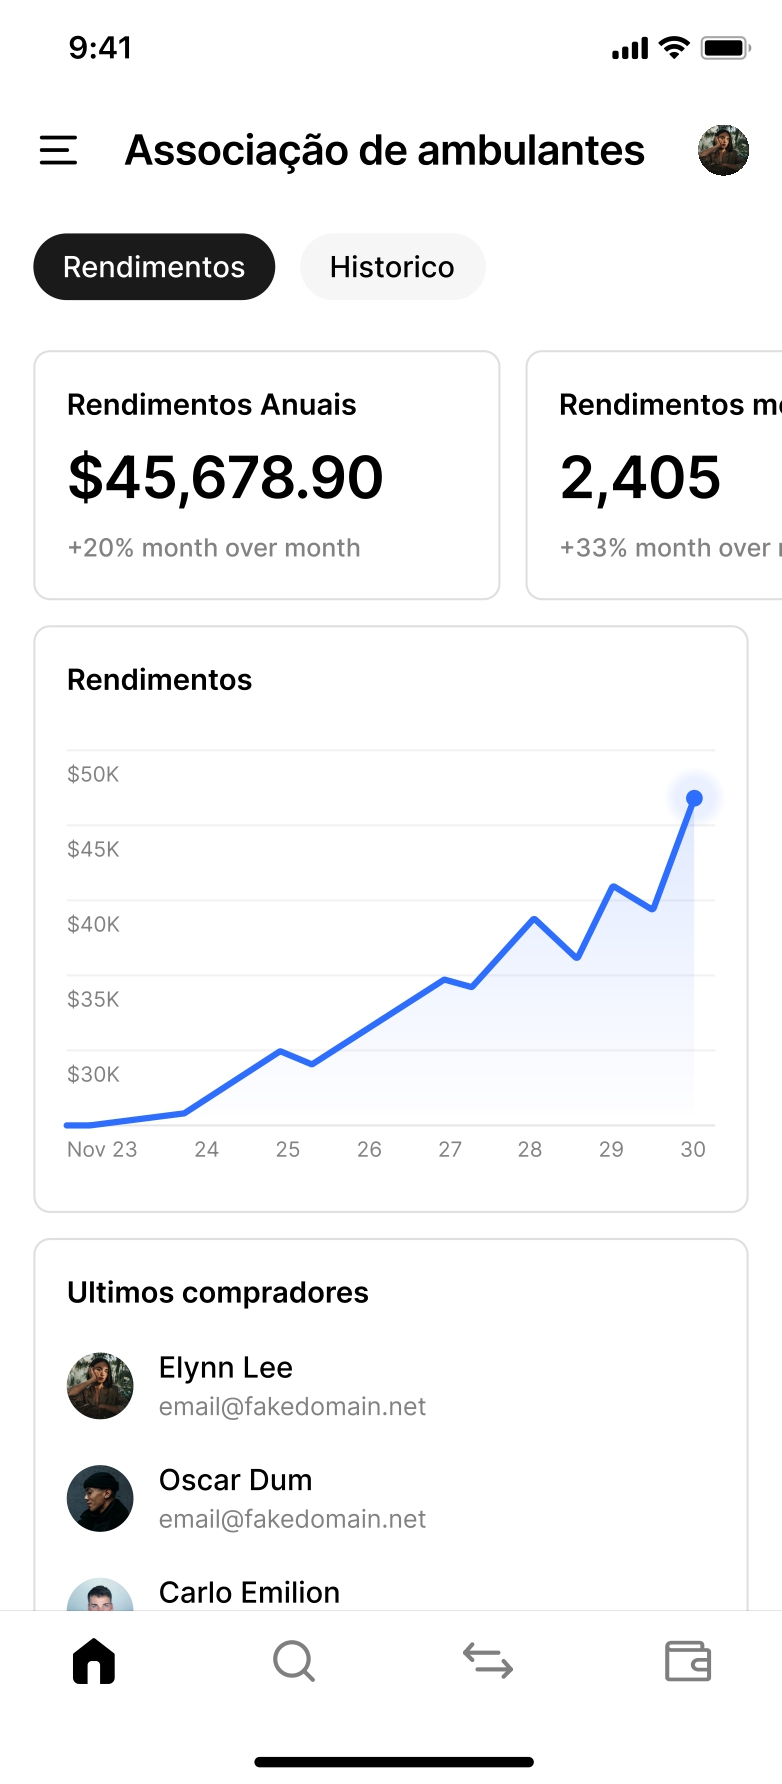 9:41
Associação de ambulantes
Rendimentos
Historico
Rendimentos Anuais
$45,678.90
+20% month over month
Rendimentos
2,405
+33% month over
Rendimentos
$50K
$45K
$40K
$35K
$30K
Nov 23 24 25 26 27 28 29 30
Ultimos compradores
Elynn Lee
email@fakedomain.net
Oscar Dum
email@fakedomain.net
Carlo Emilion